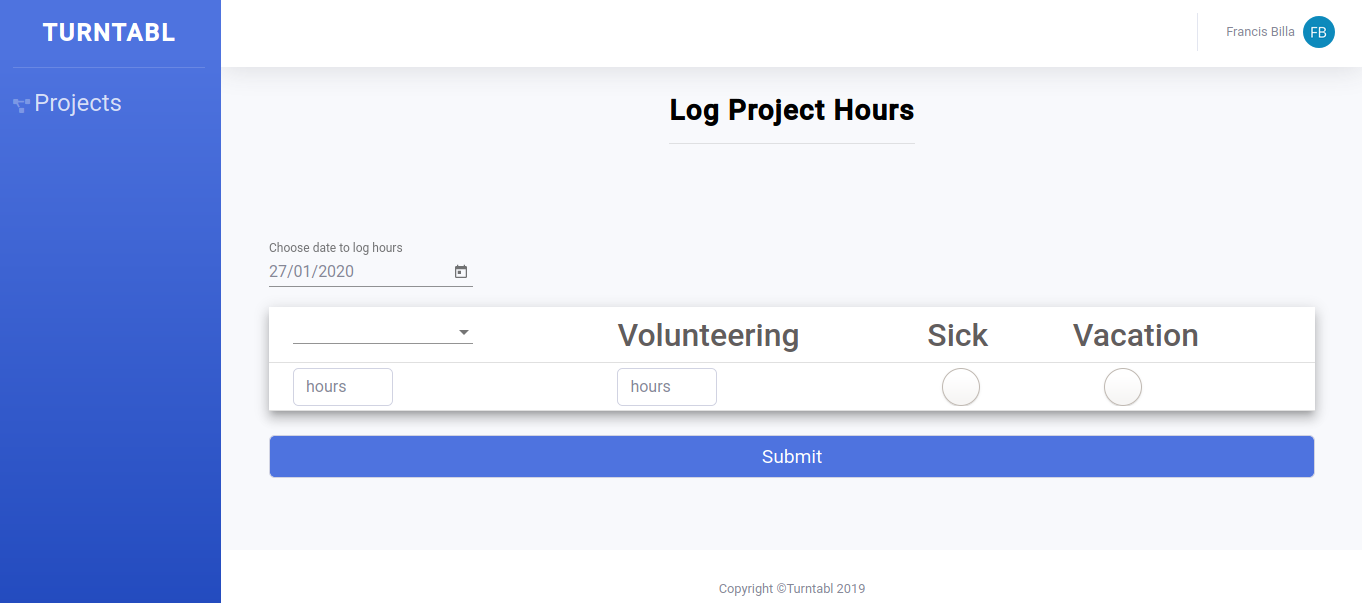 TURNTABL
Francis Billa FB
Projects
Log Project Hours
Choose date to log hours
27/01/2020
Volunteering Sick Vacation
hours hours
Submit
Copyright ©Turntabl 2019